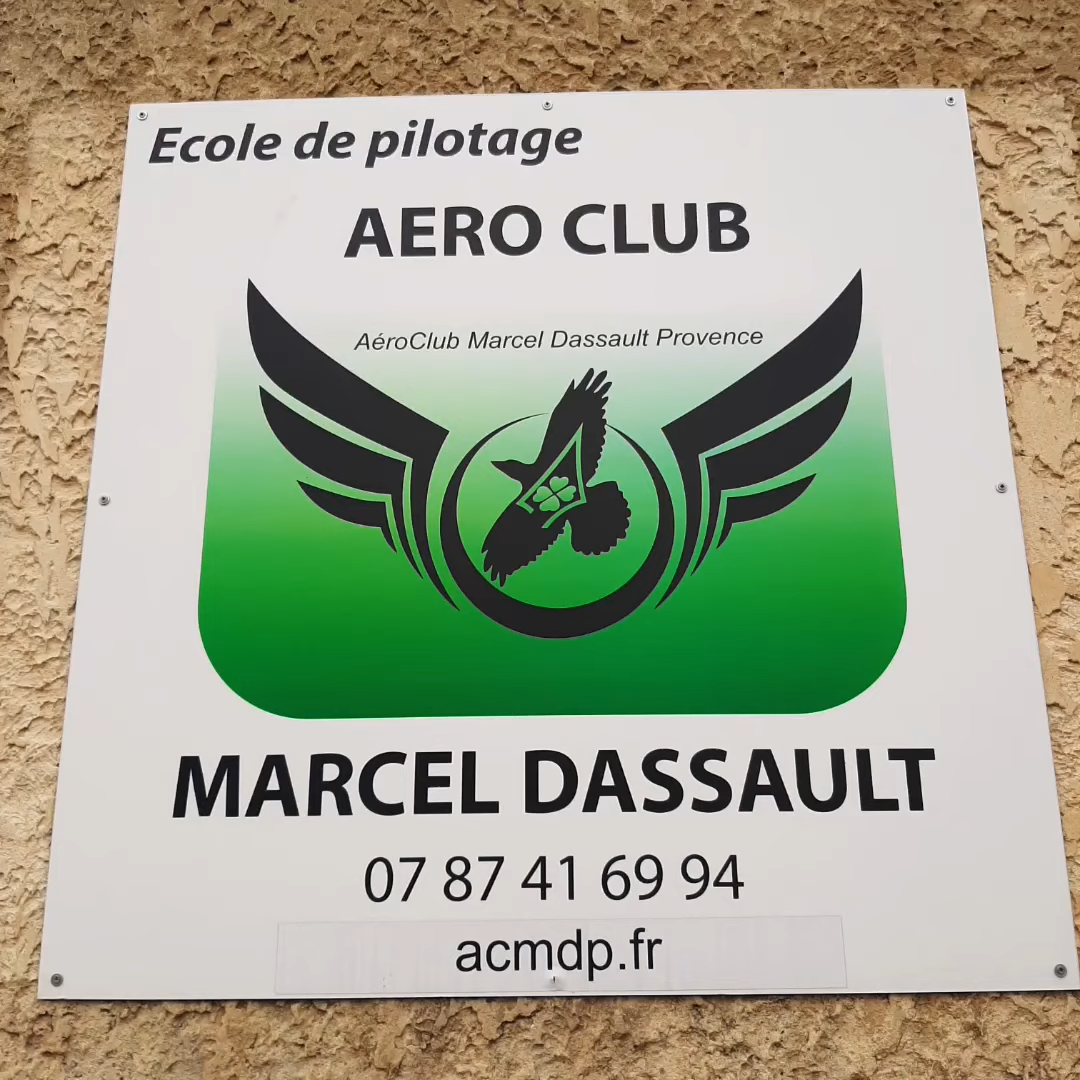 Ecole de pilotage
AERO CLUB
AéroClub Marcel Dassault Provence
MARCEL DASSAULT
07 87 41 69 94
acmdp.fr